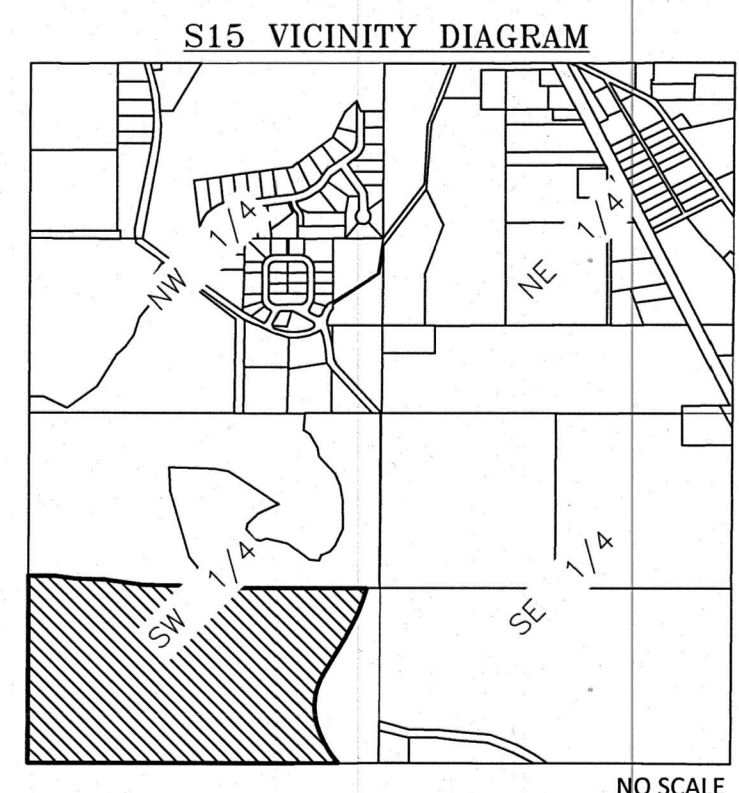 S15 VICINITY DIAGRAM
NW 1/4
NE 1/4
SW 1/4
SE 1/4
NO SCALE